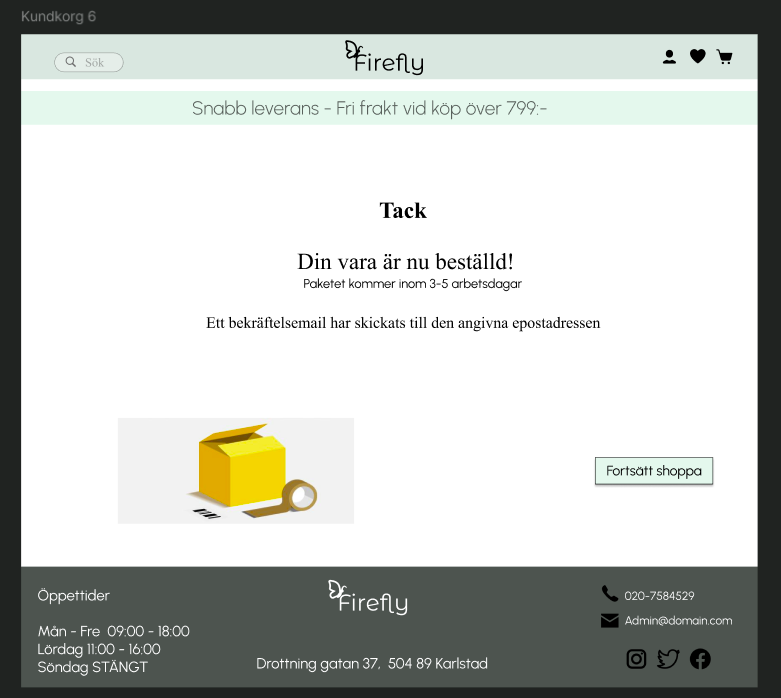 Kundkorg 6
Sök
Firefly
Snabb leverans - Fri frakt vid köp över 799:-
Tack
Din vara är nu beställd!
Paketet kommer inom 3-5 arbetsdagar
Ett bekräftelsemail har skickats till den angivna epostadressen
Fortsätt shoppa
Öppettider
Mån - Fre 09:00 - 18:00
Lördag 11:00 - 16:00
Söndag STÄNGT
Firefly
Drottning gatan 37, 504 89 Karlstad
020-7584529
Admin@domain.com